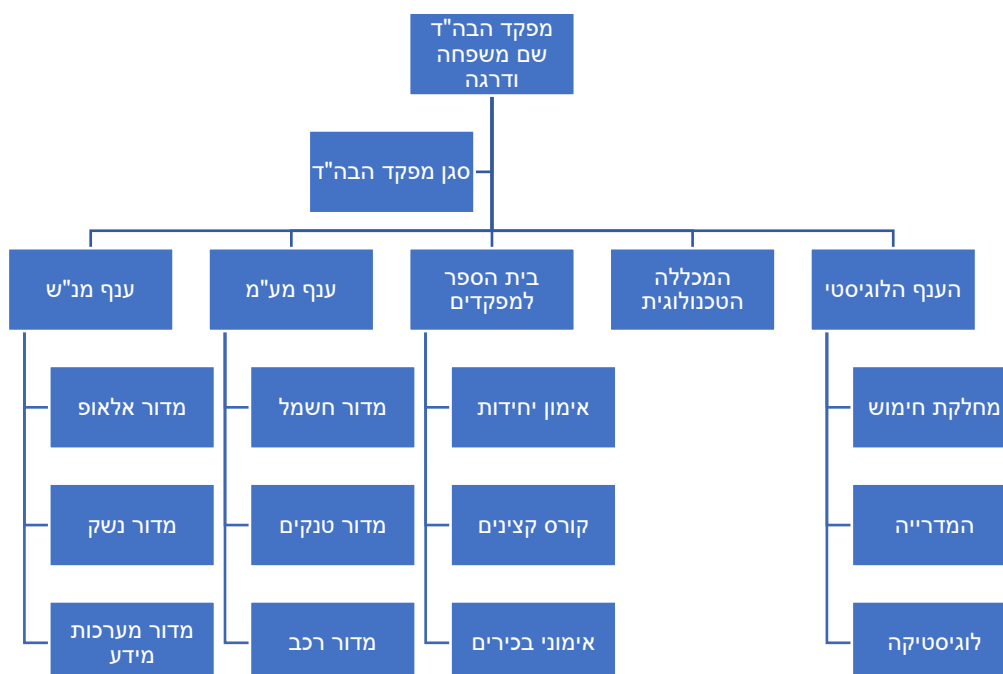 מפקד הבה"ד
שם משפחה
ודרגה
סגן מפקד הבה"ד
הענף הלוגיסטי
מחלקת חימוש
המדרייה
לוגיסטיקה
המכללה
הטכנולוגית
בית הספר
למפקדים
אימון יחידות
קורס קצינים
אימוני בכירים
ענף מע"מ
מדור חשמל
מדור טנקים
מדור רכב
ענף מנ"ש
מדור אלאופ
מדור נשק
מדור מערכות
מידע